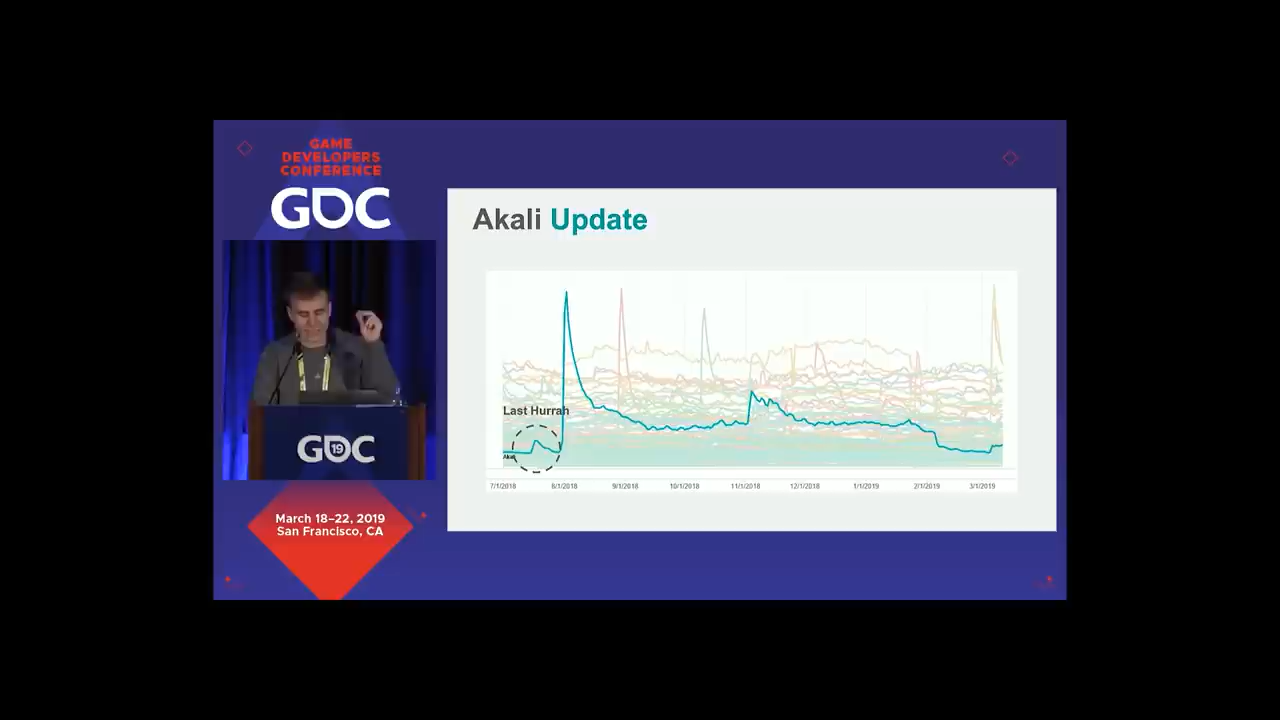 GAME
DEVELOPERS
CONFERENCE
GDC
Akali Update
Last Hurrah
Akali
7/1/2018 8/1/2018 9/1/2018 10/1/2018 11/1/2018 12/1/2018 1/1/2019 2/1/2019 3/1/2019
GDC 19
March 18–22, 2019
San Francisco, CA